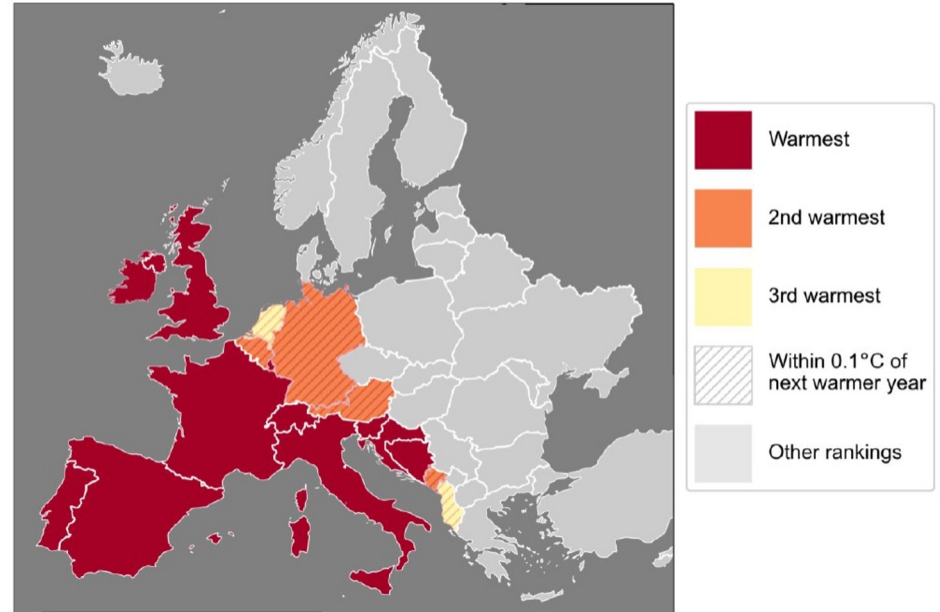 Warmest
2nd warmest
3rd warmest
Within 0.1°C of
next warmer year
Other rankings